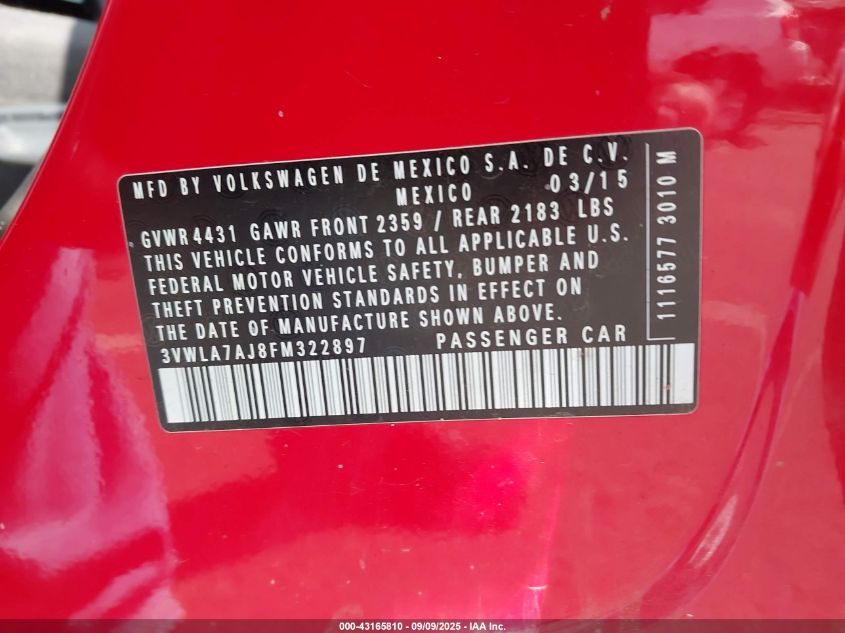 MFD BY VOLKSWAGEN DE MEXICO S.A. DE C.V.
MEXICO 03/15
GVWR4431 GAWR FRONT 2359 / REAR 2183 LBS
THIS VEHICLE CONFORMS TO ALL APPLICABLE U.S.
FEDERAL MOTOR VEHICLE SAFETY, BUMPER AND
THEFT PREVENTION STANDARDS IN EFFECT ON
THE DATE OF MANUFACTURE SHOWN ABOVE.
3VWLA7AJ8FM322897 PASSENGER CAR
1116577 3010 M
000-43165810 - 09/09/2025 - IAA Inc.